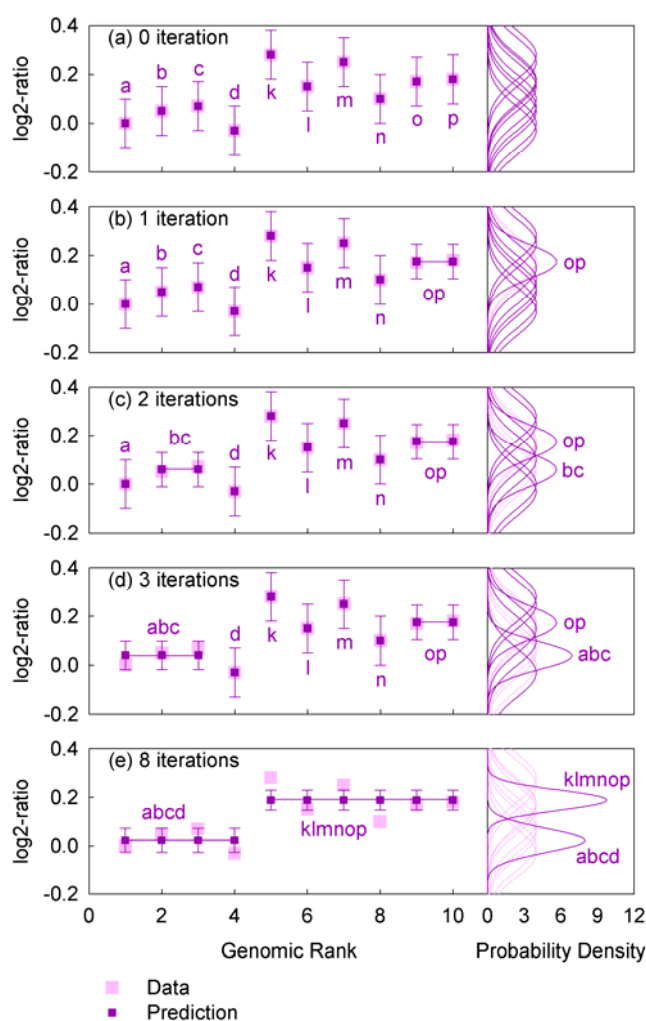 (a) 0 iteration
log2-ratio
0.4
0.2
0.0
-0.2
a
b
c
d
k
l
m
n
o
p
(b) 1 iteration
log2-ratio
0.4
0.2
0.0
-0.2
a
b
c
d
k
l
m
n
op
op
(c) 2 iterations
log2-ratio
0.4
0.2
0.0
-0.2
a
bc
d
k
l
m
n
op
op
bc
(d) 3 iterations
log2-ratio
0.4
0.2
0.0
-0.2
abc
d
k
l
m
n
op
op
abc
(e) 8 iterations
log2-ratio
0.4
0.2
0.0
-0.2
abcd
klmnop
klmnop
abcd
0 2 4 6 8 10
0 3 6 9 12
Genomic Rank
Probability Density
Data
Prediction